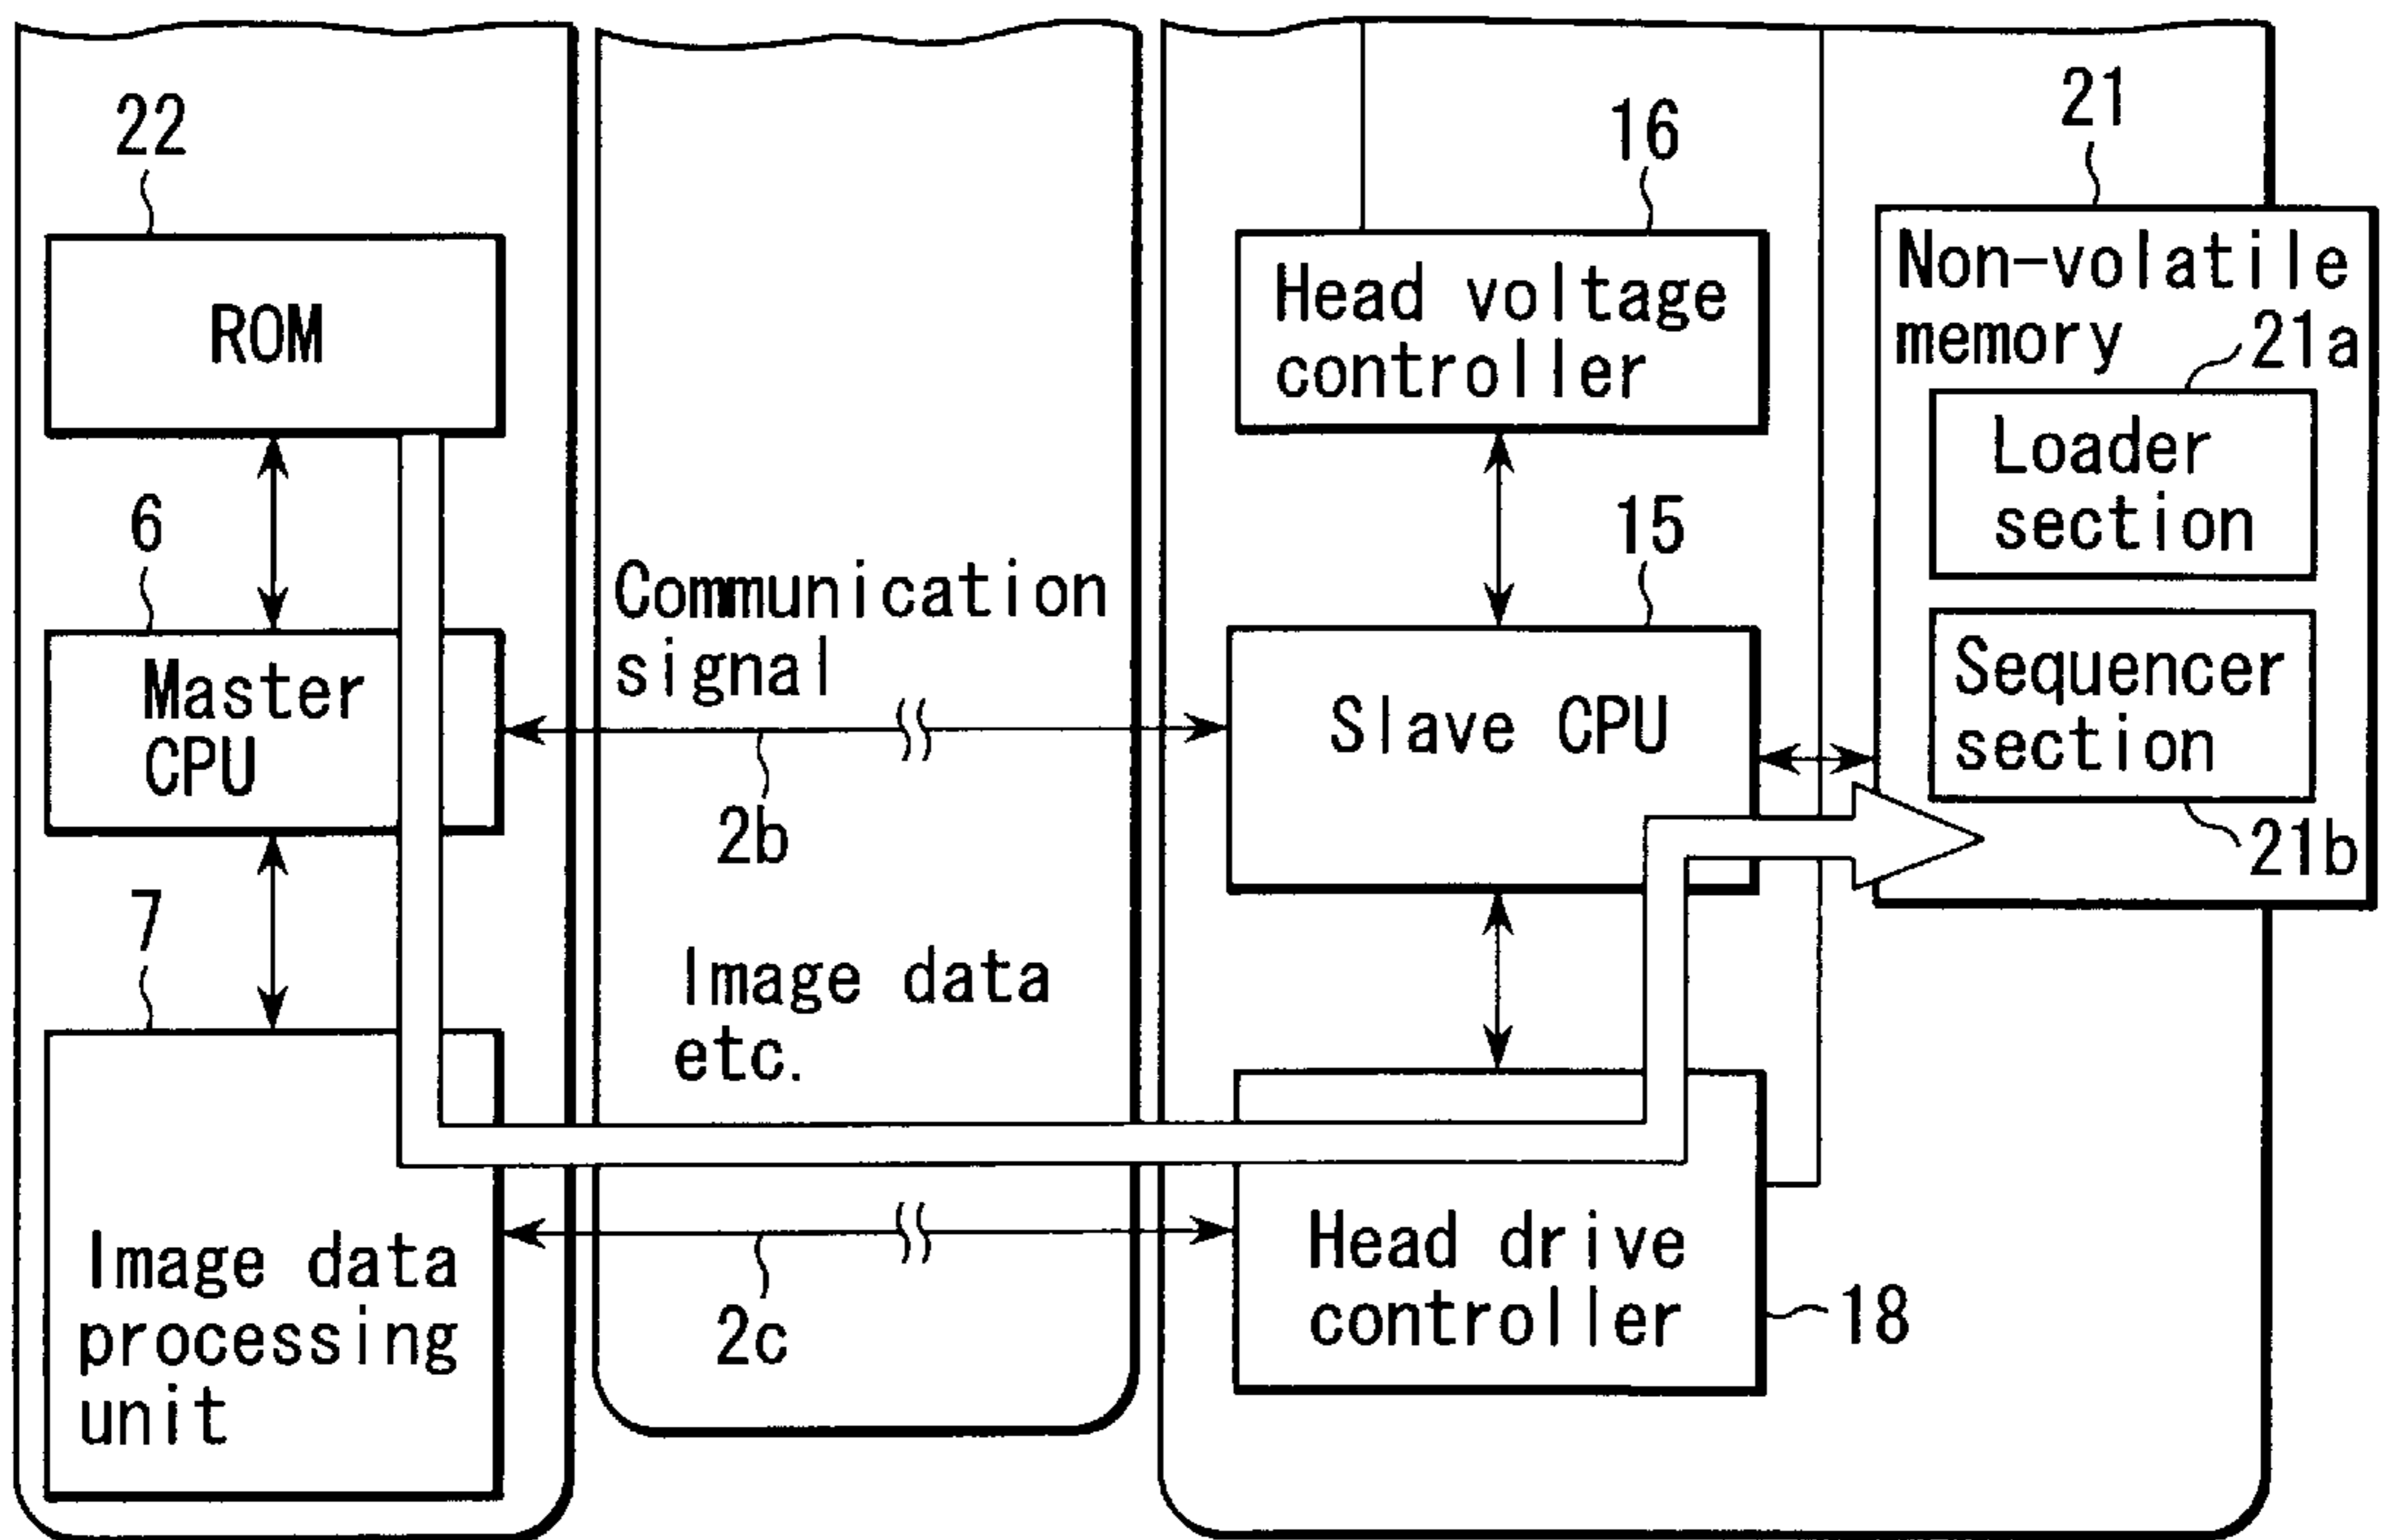 22
ROM
6
Master
CPU
7
Image data
processing
unit
Communication
signal
2b
Image data
etc.
2c
16
Head voltage
controller
15
Slave CPU
Head drive
controller
18
21
Non-volatile
memory
21a
Loader
section
Sequencer
section
21b